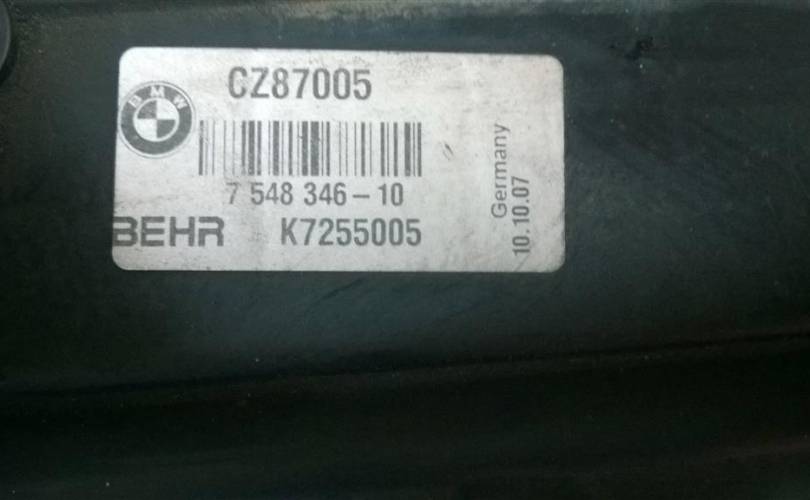 CZ87005
BMW
7 548 346-10
BEHR K7255005
Germany
10.10.07